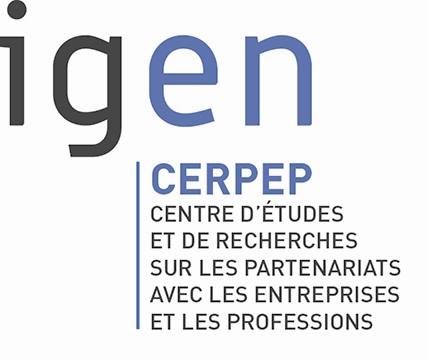 igen
CERPEP
CENTRE D'ÉTUDES
ET DE RECHERCHES
SUR LES PARTENARIATS
AVEC LES ENTREPRISES
ET LES PROFESSIONS